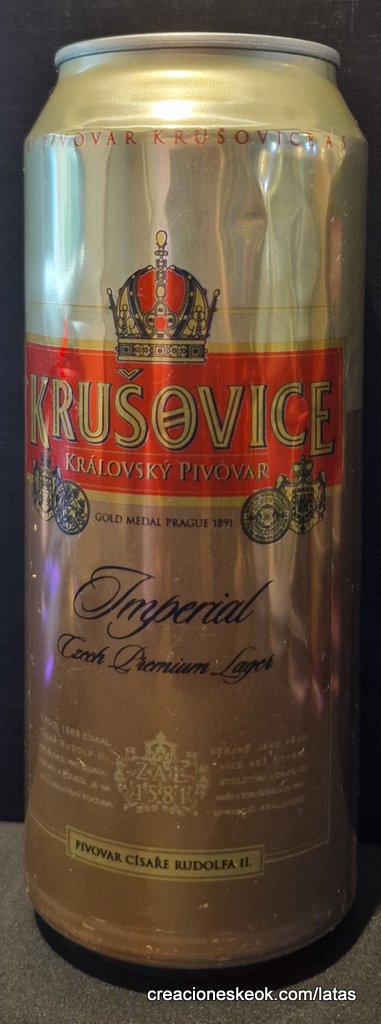 PIVOVAR KRUŠOVICE A.S
KRUŠOVICE
KRÁLOVSKÝ PIVOVAR
GOLD MEDAL PRAGUE 1891
Imperial
Czech Premium Lager
ZAL
1581
PIVOVAR CÍSAŘE RUDOLFA II.
creacioneskeok.com/latas